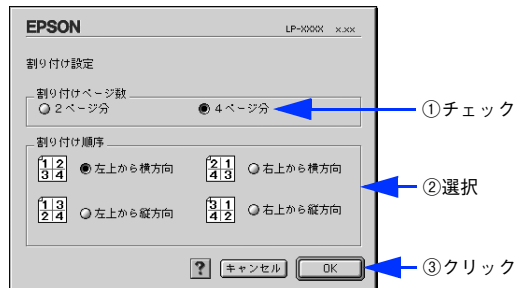 EPSON LP-XXXX x.xx
割り付け設定
割り付けページ数
2ページ分 4ページ分
①チェック
割り付け順序
1 2 左上から横方向 2 1 右上から横方向
3 4 4 3
②選択
1 3 左上から縦方向 3 1 右上から縦方向
2 4 4 2
? キャンセル OK
③クリック